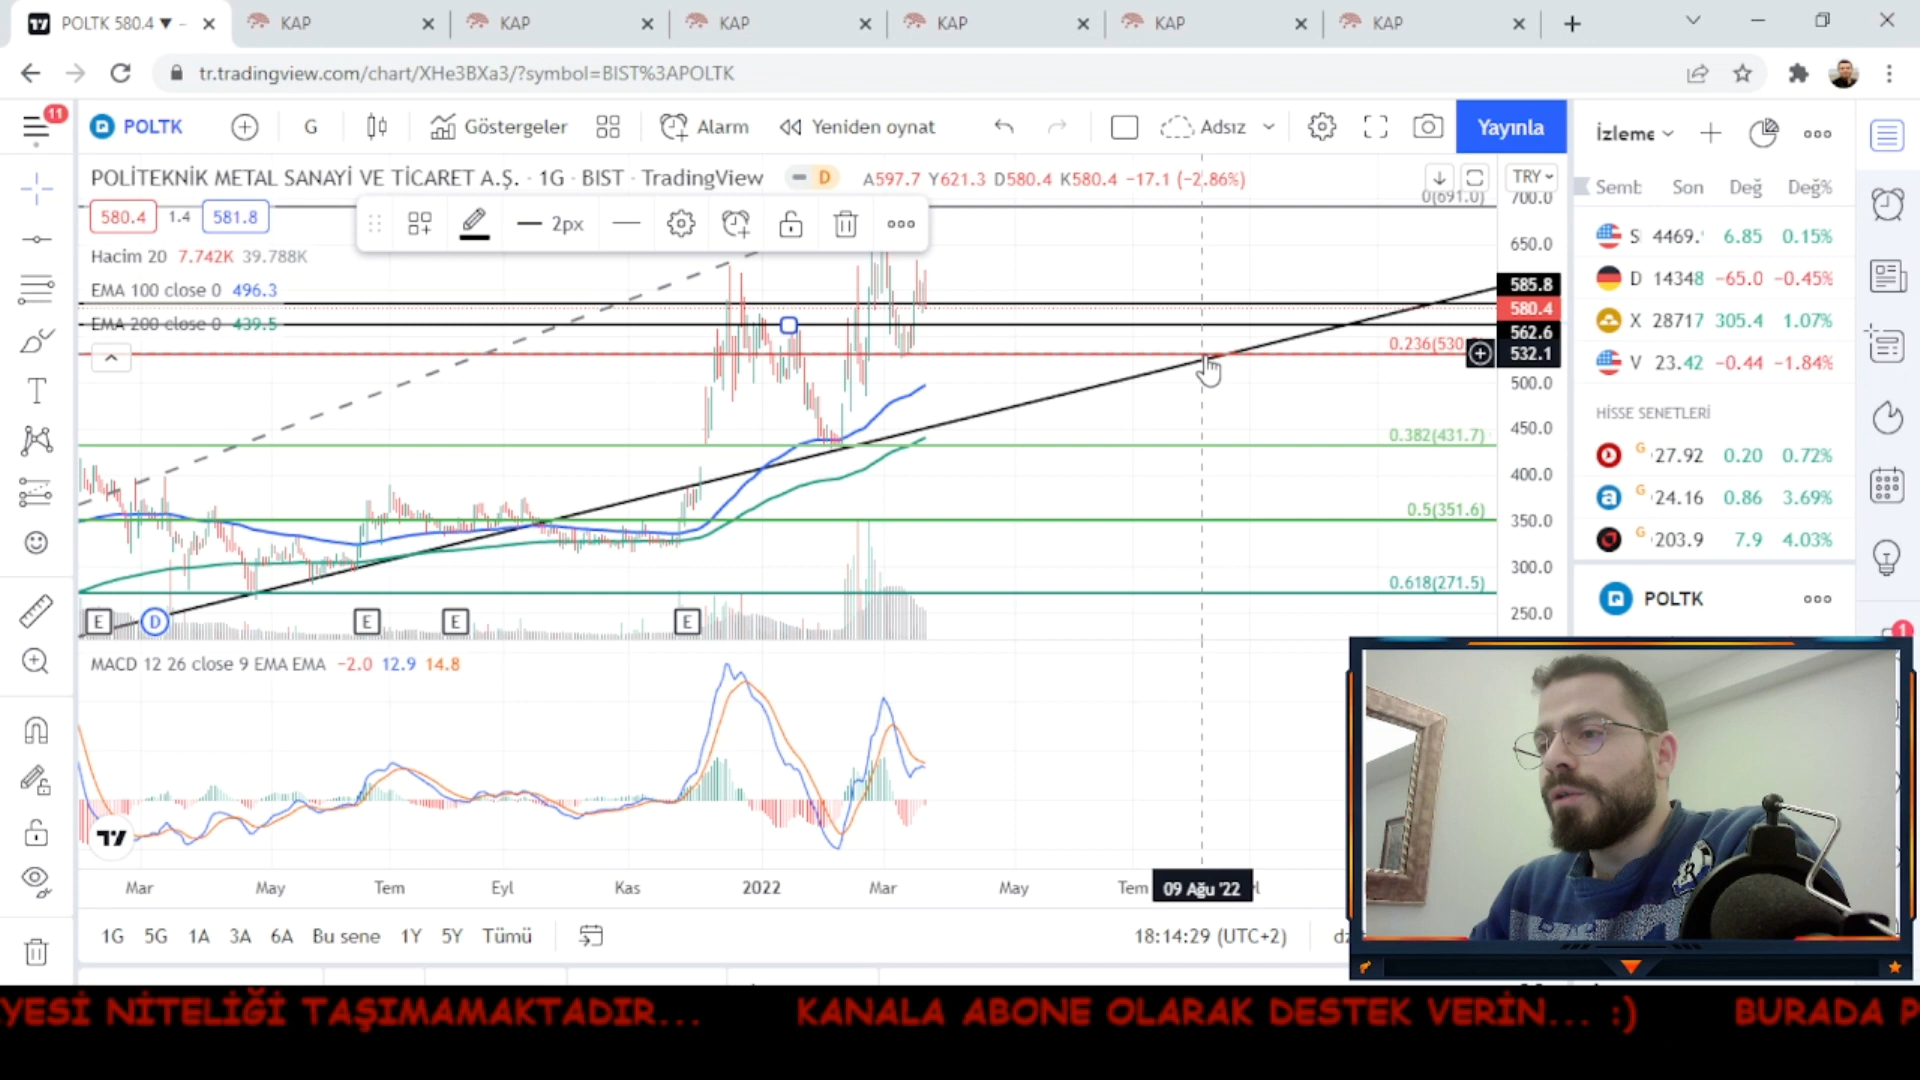 POLTK 580.4 ▼ –
KAP
KAP
KAP
KAP
KAP
KAP
tr.tradingview.com/chart/XHe3BXa3/?symbol=BIST%3APOLTK
11
POLTK
G
Göstergeler
Alarm
Yeniden oynat
Adsız
Yayınla
İzleme
POLİTEKNİK METAL SANAYİ VE TİCARET A.Ş. · 1G · BIST · TradingView
D
A597.7 Y621.3 D580.4 K580.4 −17.1 (−2.86%)
TRY
580.4 1.4 581.8
2px
Hacim 20 7.742K 39.788K
EMA 100 close 0 496.3
EMA 200 close 0 439.5
0(691.0)
0.236(530
0.382(431.7)
0.5(351.6)
0.618(271.5)
700.0
650.0
585.8
580.4
562.6
532.1
500.0
450.0
400.0
350.0
300.0
250.0
E D E E E
MACD 12 26 close 9 EMA EMA −2.0 12.9 14.8
Mar May Tem Eyl Kas 2022 Mar May Tem 09 Ağu '22
1G 5G 1A 3A 6A Bu sene 1Y 5Y Tümü
18:14:29 (UTC+2)
Semb Son Değ Değ%
S 4469. 6.85 0.15%
D 14348 −65.0 −0.45%
X 28717 305.4 1.07%
V 23.42 −0.44 −1.84%
HİSSE SENETLERİ
G 27.92 0.20 0.72%
G 24.16 0.86 3.69%
G 203.9 7.9 4.03%
POLTK
1
YESİ NİTELİĞİ TAŞIMAMAKTADIR... KANALA ABONE OLARAK DESTEK VERİN... :) BURADA P